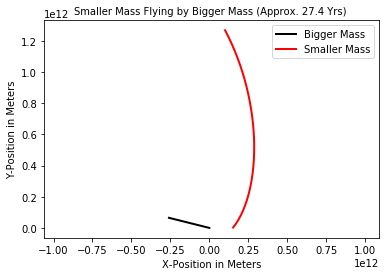 Smaller Mass Flying by Bigger Mass (Approx. 27.4 Yrs)
1e12
Bigger Mass
Smaller Mass
Y-Position in Meters
1.2
1.0
0.8
0.6
0.4
0.2
0.0
-1.00 -0.75 -0.50 -0.25 0.00 0.25 0.50 0.75 1.00
X-Position in Meters
1e12